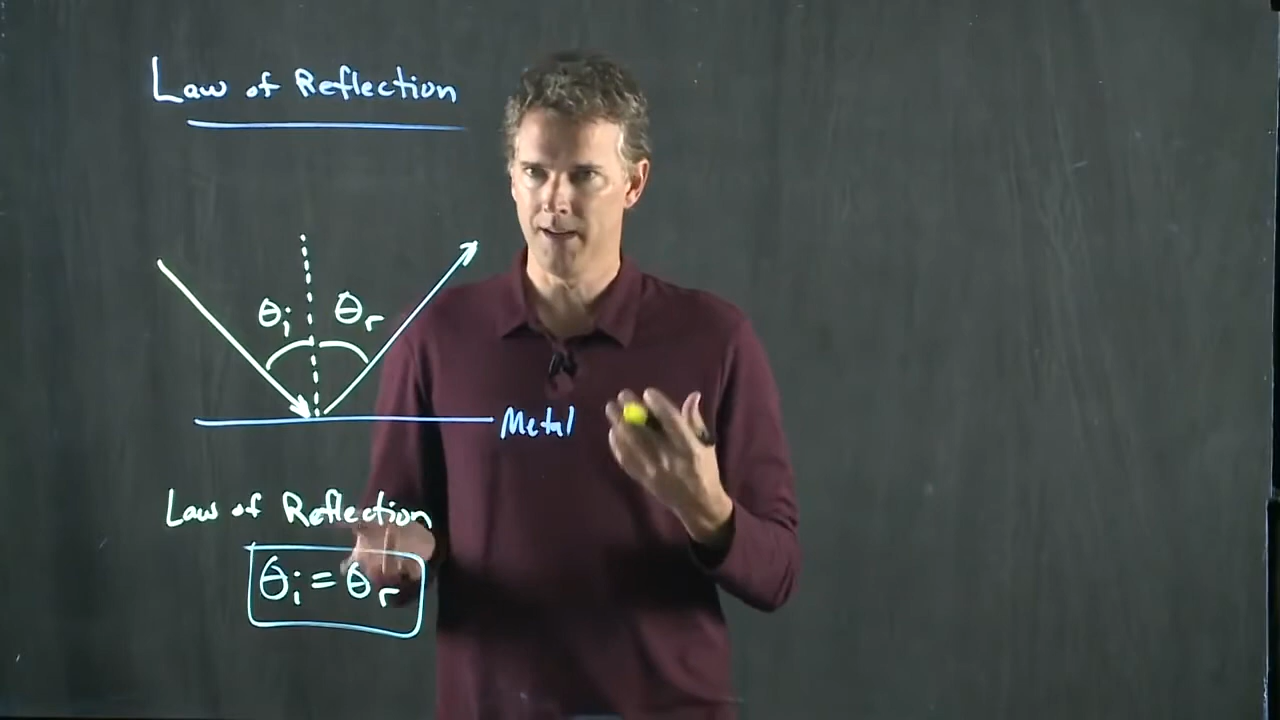 Law of Reflection
θi θr
Metal
Law of Reflection
θi = θr